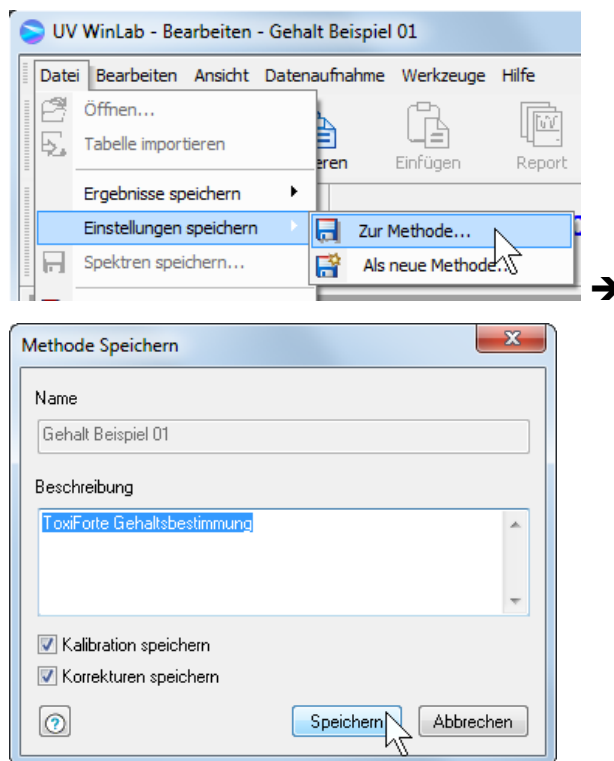 UV WinLab - Bearbeiten - Gehalt Beispiel 01
Datei Bearbeiten Ansicht Datenaufnahme Werkzeuge Hilfe
Öffnen...
Tabelle importieren
eren Einfügen Report
Ergebnisse speichern
Einstellungen speichern
Zur Methode...
Spektren speichern...
Als neue Methode...
Methode Speichern
Name
Gehalt Beispiel 01
Beschreibung
ToxiForte Gehaltsbestimmung
Kalibration speichern
Korrekturen speichern
Speichern Abbrechen